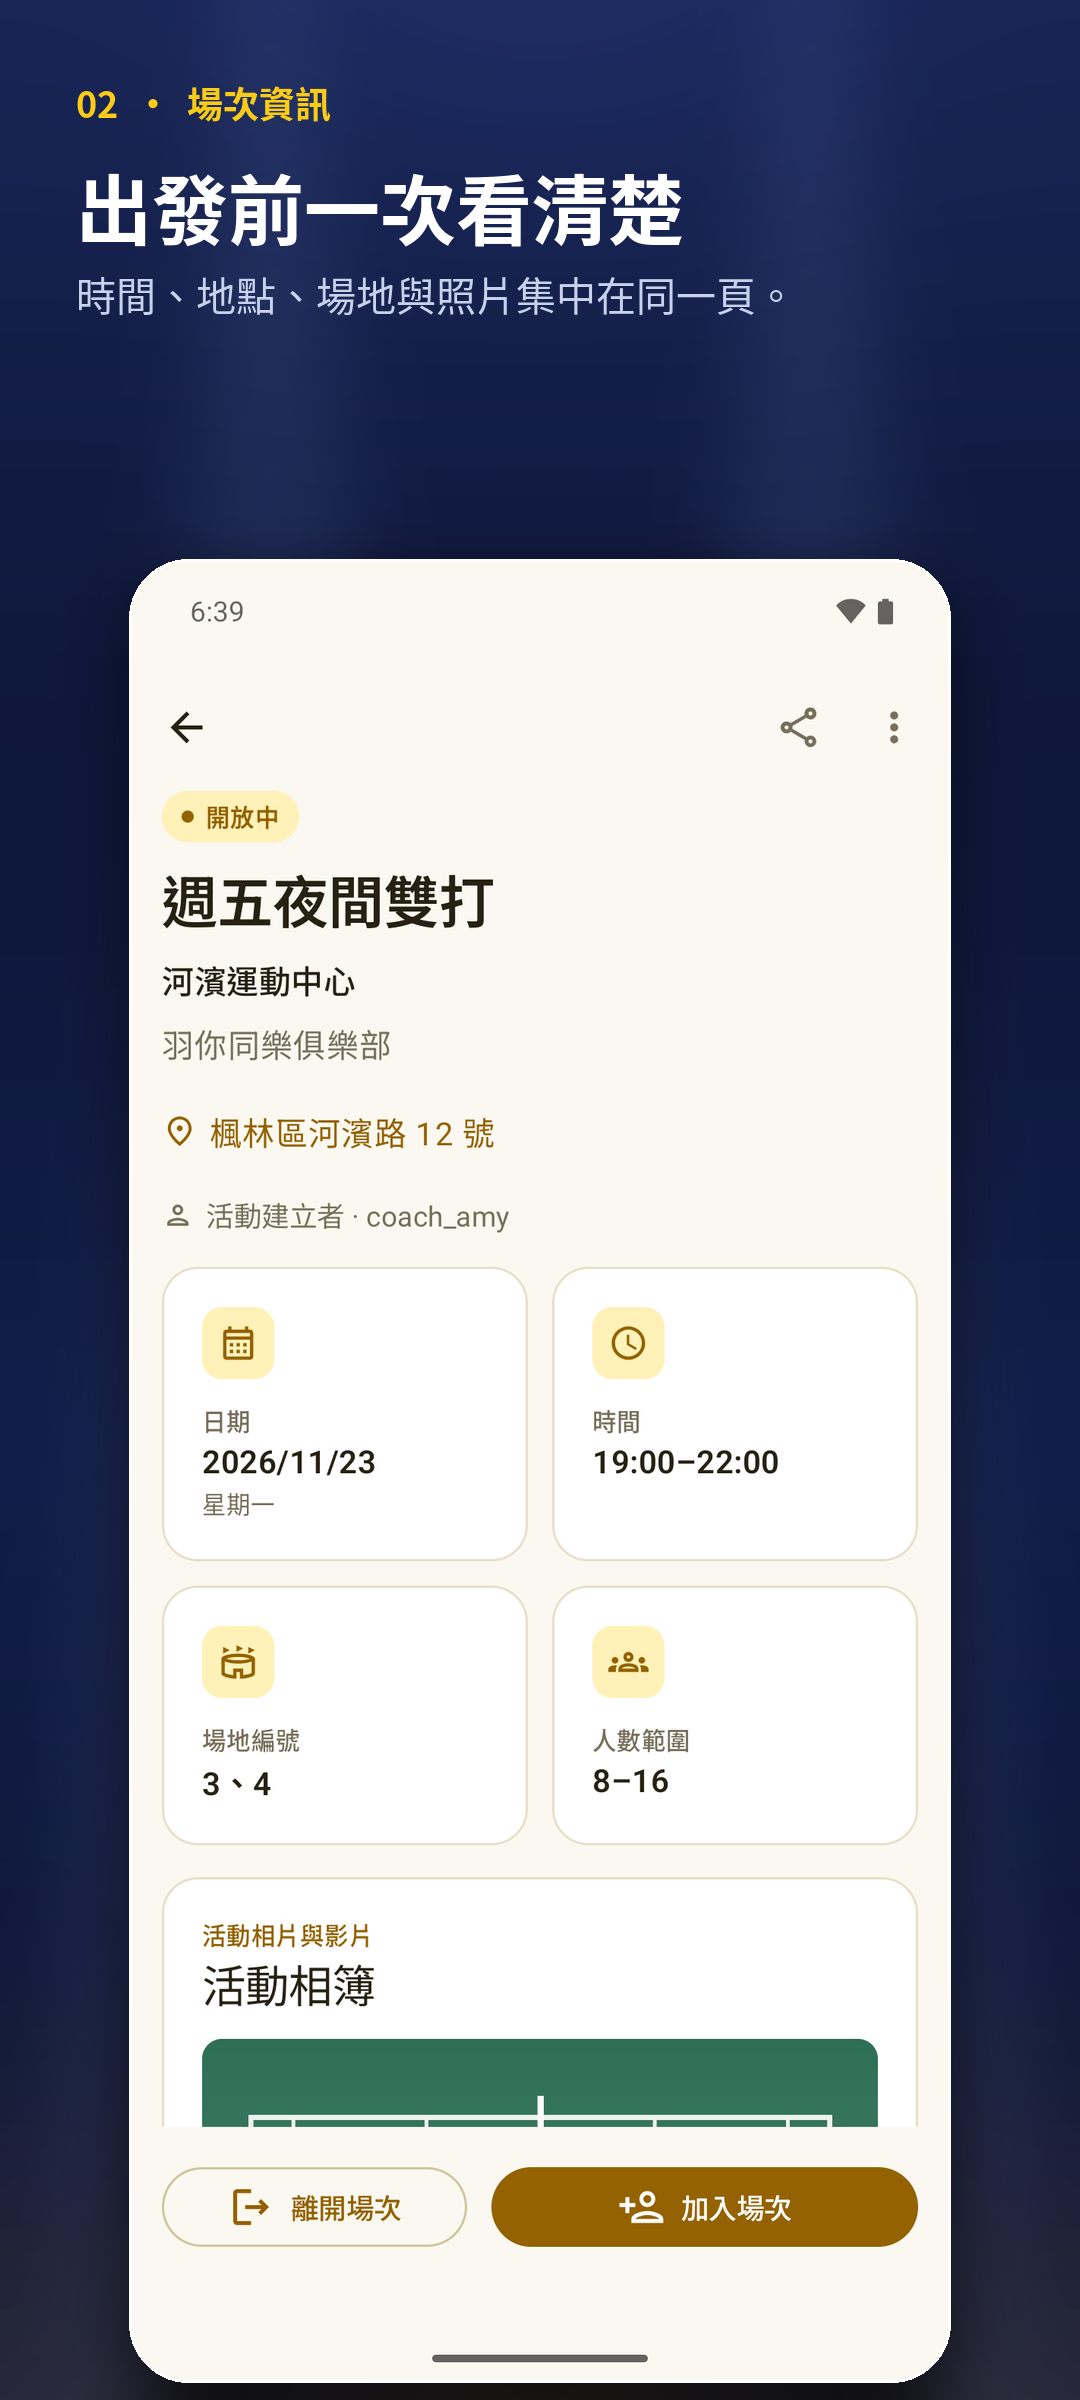 02 • 場次資訊
出發前一次看清楚
時間、地點、場地與照片集中在同一頁。
6:39
開放中
週五夜間雙打
河濱運動中心
羽你同樂俱樂部
楓林區河濱路 12 號
活動建立者 · coach_amy
日期
2026/11/23
星期一
時間
19:00–22:00
場地編號
3、4
人數範圍
8–16
活動相片與影片
活動相簿
離開場次
加入場次